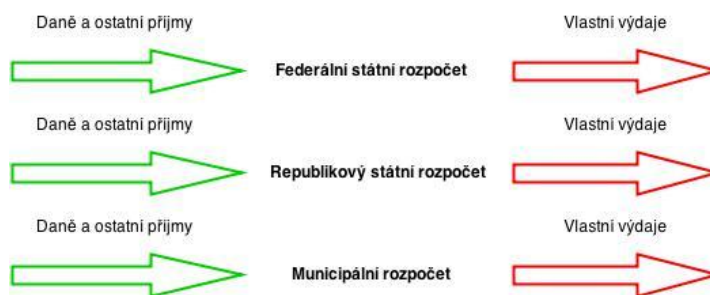 Daně a ostatní příjmy
Vlastní výdaje
Federální státní rozpočet
Daně a ostatní příjmy
Vlastní výdaje
Republikový státní rozpočet
Daně a ostatní příjmy
Vlastní výdaje
Municipální rozpočet